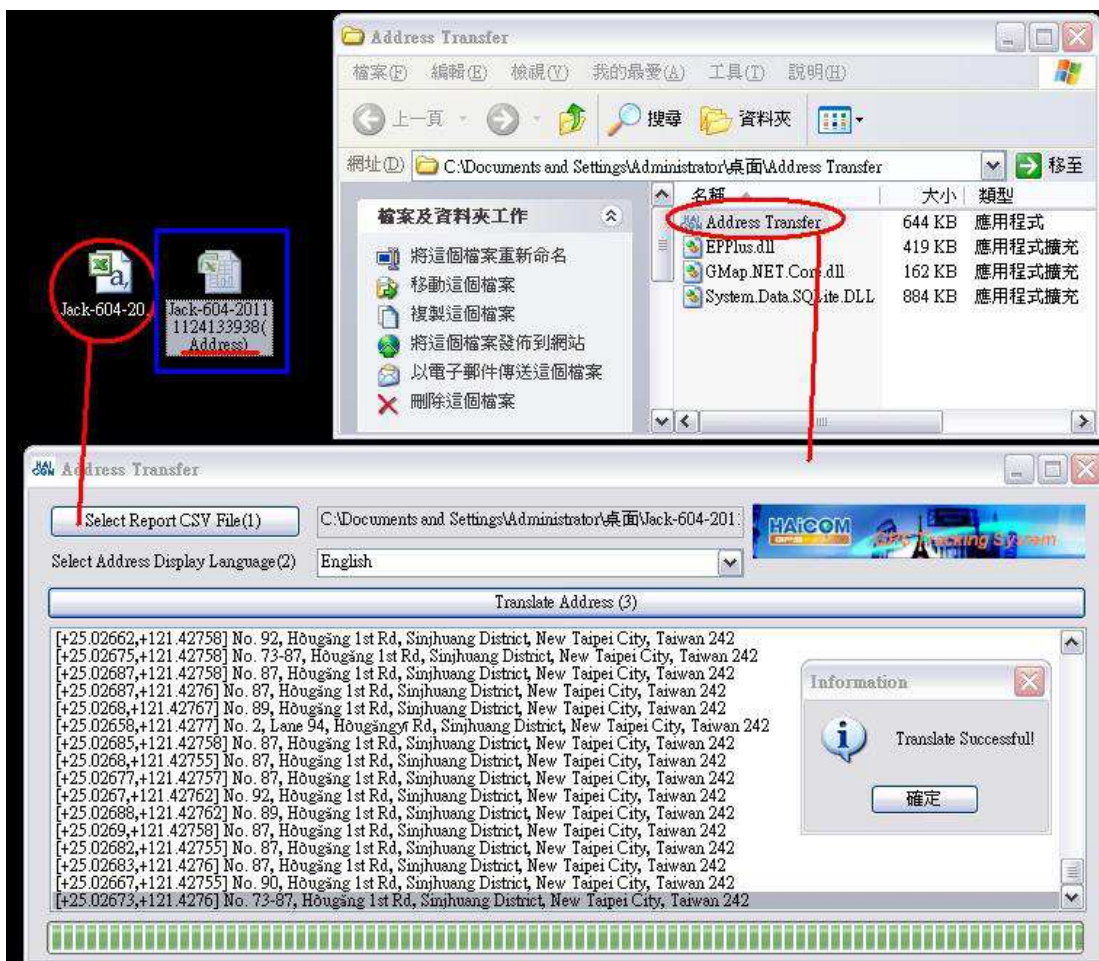 Address Transfer
檔案(F) 編輯(E) 檢視(V) 我的最愛(A) 工具(T) 說明(H)
上一頁 搜尋 資料夾
網址(D) C:\Documents and Settings\Administrator\桌面\Address Transfer 移至
檔案及資料夾工作
將這個檔案重新命名
移動這個檔案
複製這個檔案
將這個檔案發佈到網站
以電子郵件傳送這個檔案
刪除這個檔案
名稱 大小 類型
Address Transfer 644 KB 應用程式
EPPlus.dll 419 KB 應用程式擴充
GMap.NET.Core.dll 162 KB 應用程式擴充
System.Data.SQLite.DLL 884 KB 應用程式擴充
Jack-604-20
Jack-604-2011
1124133938(
Address)
Address Transfer
Select Report CSV File(1) C:\Documents and Settings\Administrator\桌面\Jack-604-201
HAICOM GPS Tracking System
Select Address Display Language(2) English
Translate Address (3)
[+25.02662,+121.42758] No. 92, Hòugǎng 1st Rd, Sinjhuang District, New Taipei City, Taiwan 242
[+25.02675,+121.42758] No. 73-87, Hòugǎng 1st Rd, Sinjhuang District, New Taipei City, Taiwan 242
[+25.02687,+121.42758] No. 87, Hòugǎng 1st Rd, Sinjhuang District, New Taipei City, Taiwan 242
[+25.02687,+121.4276] No. 87, Hòugǎng 1st Rd, Sinjhuang District, New Taipei City, Taiwan 242
[+25.0268,+121.42767] No. 89, Hòugǎng 1st Rd, Sinjhuang District, New Taipei City, Taiwan 242
[+25.02658,+121.4277] No. 2, Lane 94, Hòugǎngyī Rd, Sinjhuang District, New Taipei City, Taiwan 242
[+25.02685,+121.42758] No. 87, Hòugǎng 1st Rd, Sinjhuang District, New Taipei City, Taiwan 242
[+25.0268,+121.42755] No. 87, Hòugǎng 1st Rd, Sinjhuang District, New Taipei City, Taiwan 242
[+25.02677,+121.42757] No. 87, Hòugǎng 1st Rd, Sinjhuang District, New Taipei City, Taiwan 242
[+25.0267,+121.42762] No. 92, Hòugǎng 1st Rd, Sinjhuang District, New Taipei City, Taiwan 242
[+25.02688,+121.42762] No. 89, Hòugǎng 1st Rd, Sinjhuang District, New Taipei City, Taiwan 242
[+25.0269,+121.42758] No. 87, Hòugǎng 1st Rd, Sinjhuang District, New Taipei City, Taiwan 242
[+25.02682,+121.42755] No. 87, Hòugǎng 1st Rd, Sinjhuang District, New Taipei City, Taiwan 242
[+25.02683,+121.4276] No. 87, Hòugǎng 1st Rd, Sinjhuang District, New Taipei City, Taiwan 242
[+25.02667,+121.42755] No. 90, Hòugǎng 1st Rd, Sinjhuang District, New Taipei City, Taiwan 242
[+25.02673,+121.4276] No. 73-87, Hòugǎng 1st Rd, Sinjhuang District, New Taipei City, Taiwan 242
Information
Translate Successful!
確定